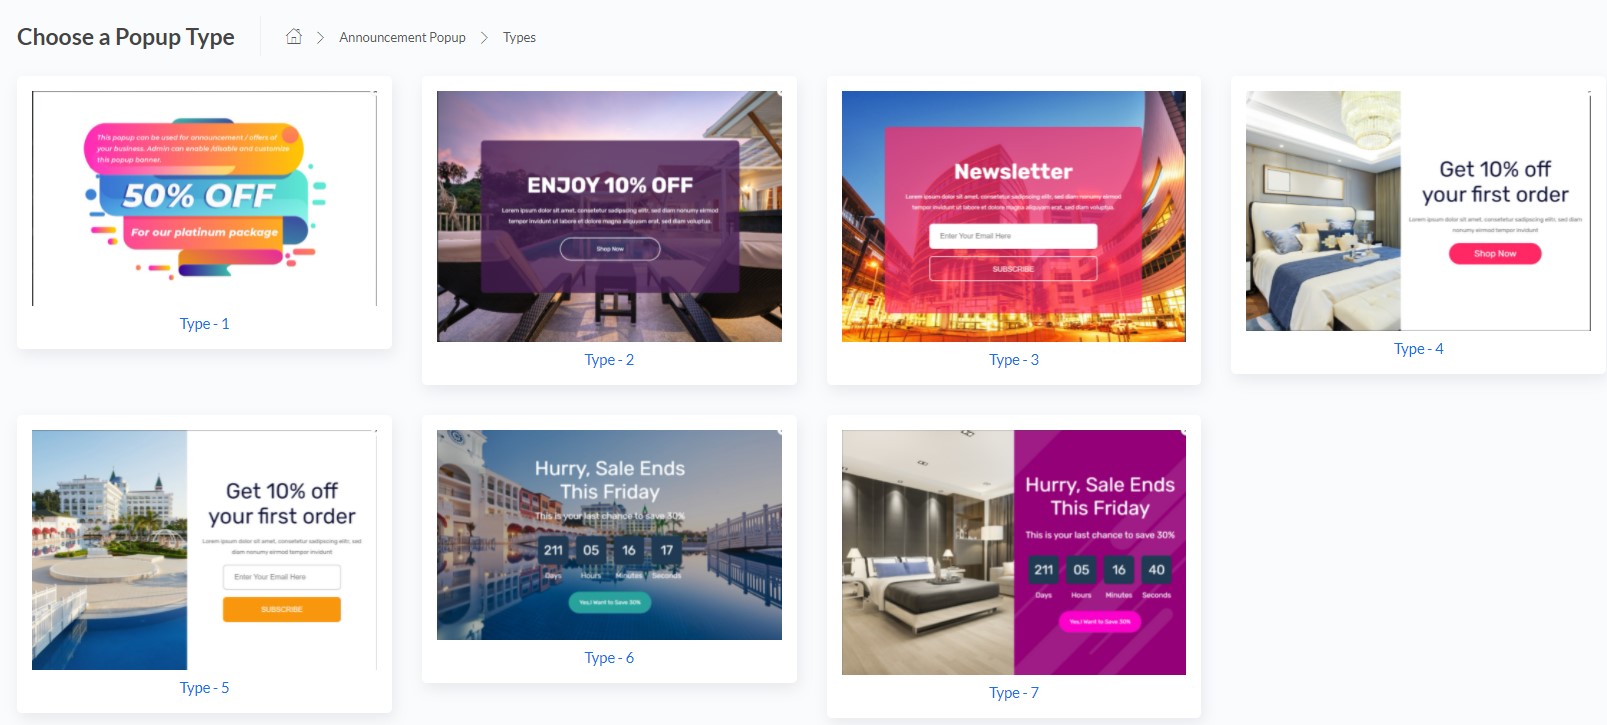 Choose a Popup Type
Announcement Popup
Types
This popup can be used for announcement / offers of
your business. Admin can enable /disable and customize
this popup banner.
50% OFF
For our platinum package
Type - 1
ENJOY 10% OFF
Lorem ipsum dolor sit amet, consetetur sadipscing elitr, sed diam nonumy eirmod
tempor invidunt ut labore et dolore magna aliquyam erat, sed diam voluptua.
Shop Now
Type - 2
Newsletter
Lorem ipsum dolor sit amet, consetetur sadipscing elitr, sed diam nonumy eirmod
tempor invidunt ut labore et dolore magna aliquyam erat, sed diam voluptua.
Enter Your Email Here
SUBSCRIBE
Type - 3
Get 10% off
your first order
Lorem ipsum dolor sit amet, consetetur sadipscing elitr, sed diam
nonumy eirmod tempor invidunt
Shop Now
Type - 4
Get 10% off
your first order
Lorem ipsum dolor sit amet, consetetur sadipscing elitr, sed
diam nonumy eirmod tempor invidunt
Enter Your Email Here
SUBSCRIBE
Type - 5
Hurry, Sale Ends
This Friday
This is your last chance to save 30%
211 05 16 17
Days Hours Minutes Seconds
Yes,I Want to Save 30%
Type - 6
Hurry, Sale Ends
This Friday
This is your last chance to save 30%
211 05 16 40
Days Hours Minutes Seconds
Yes,I Want to Save 30%
Type - 7